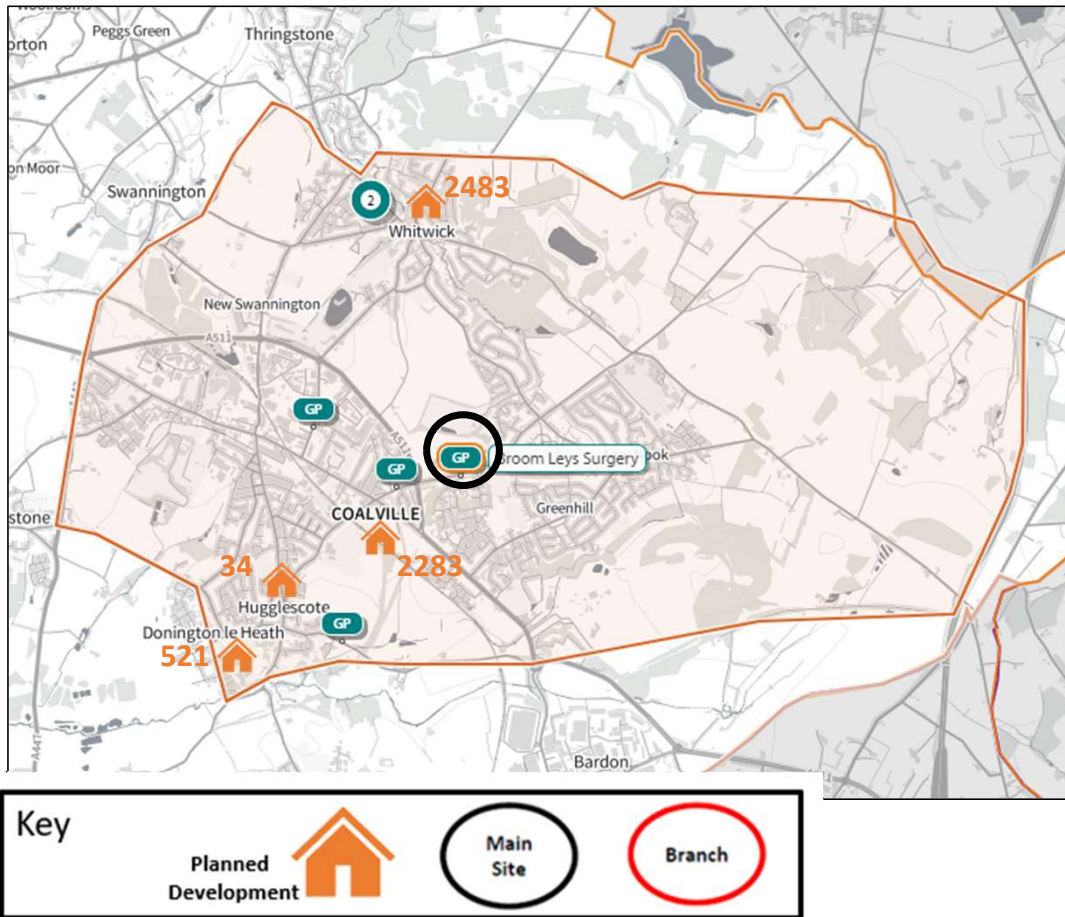 Peggs Green
Thringstone
Swannington
2483
2
Whitwick
New Swannington
A511
GP
GP
GP
Broom Leys Surgery
COALVILLE
Greenhill
34
2283
Hugglescote
GP
Donington le Heath
521
A447
Bardon
Key
Planned
Development
Main
Site
Branch